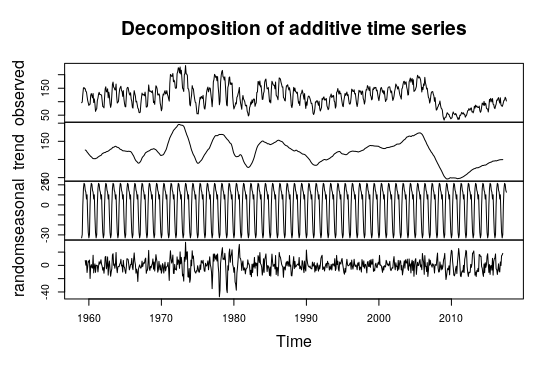 Decomposition of additive time series
observed
50 150
trend
50 150
seasonal
-30 0 20
random
-40 0
1960 1970 1980 1990 2000 2010
Time